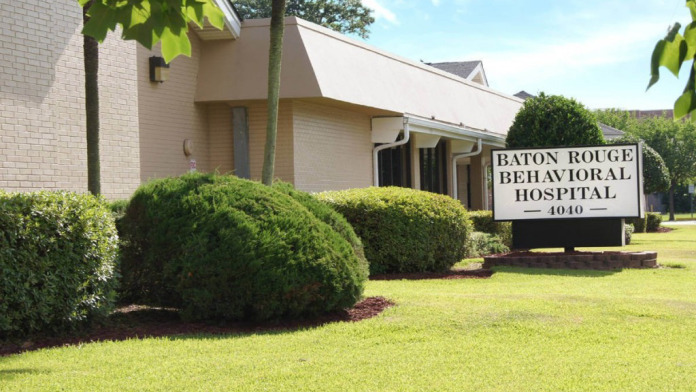 BATON ROUGE
BEHAVIORAL
HOSPITAL
— 4040 —